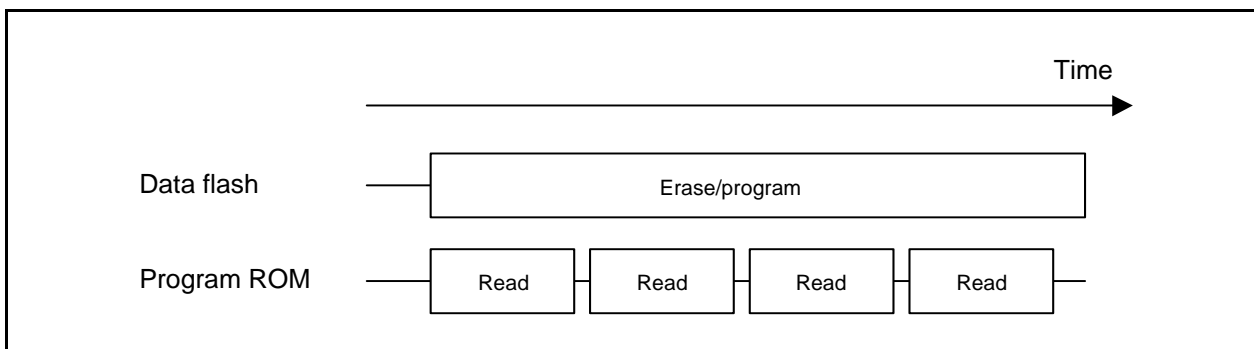 Time
Data flash
Erase/program
Program ROM
Read
Read
Read
Read